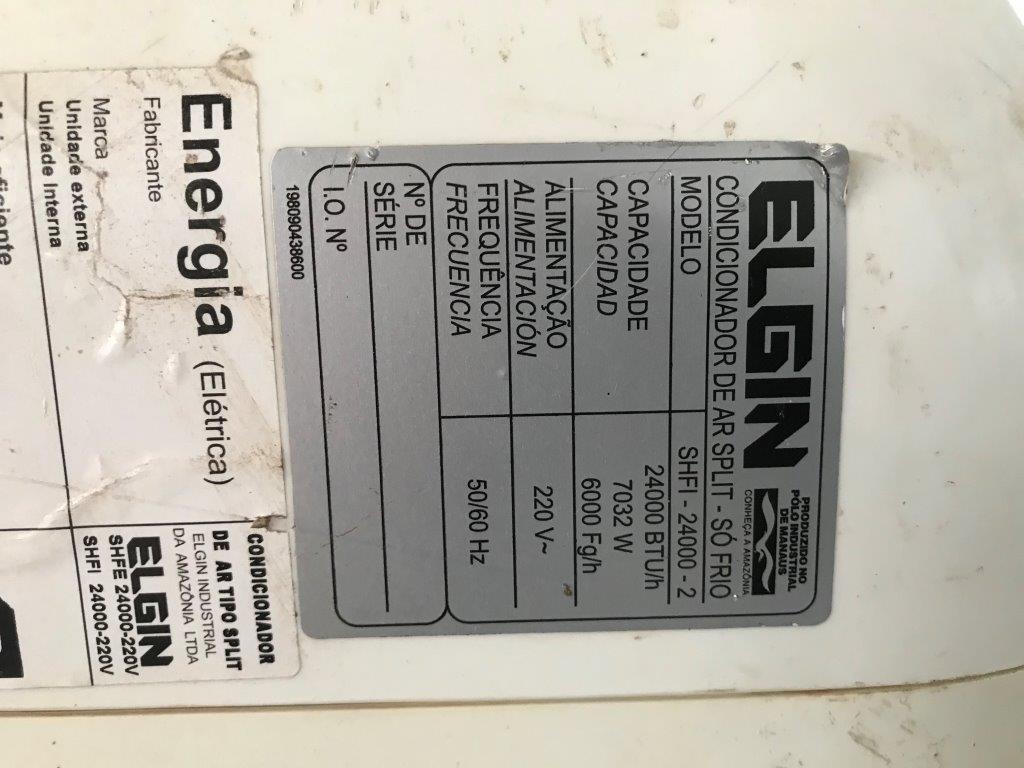 ELGIN
PRODUZIDO NO
PÓLO INDUSTRIAL
DE MANAUS
CONHEÇA A AMAZÔNIA
CONDICIONADOR DE AR SPLIT - SÓ FRIO
MODELO SHFI - 24000 - 2
CAPACIDADE 24000 BTU/h
CAPACIDAD 7032 W
6000 Fg/h
ALIMENTAÇÃO 220 V~
ALIMENTACIÓN
FREQUÊNCIA 50/60 Hz
FRECUENCIA
Nº DE
SÉRIE
I.O. Nº
19809043860​0
Energia (Elétrica)
Fabricante
Marca
Unidade externa
Unidade Interna
CONDICIONADOR
DE AR TIPO SPLIT
ELGIN INDUSTRIAL
DA AMAZÔNIA LTDA
ELGIN
SHFE 24000-220V
SHFI 24000-220V